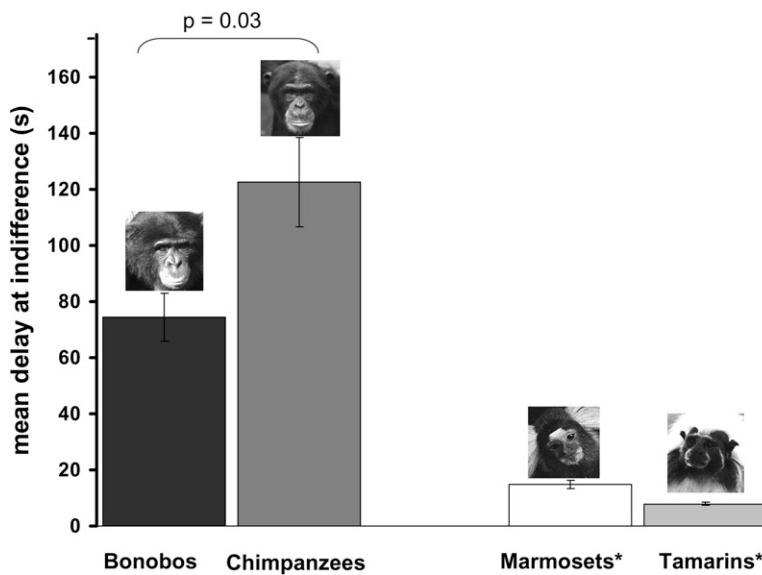 p = 0.03
mean delay at indifference (s)
160
140
120
100
80
60
40
20
0
Bonobos
Chimpanzees
Marmosets*
Tamarins*